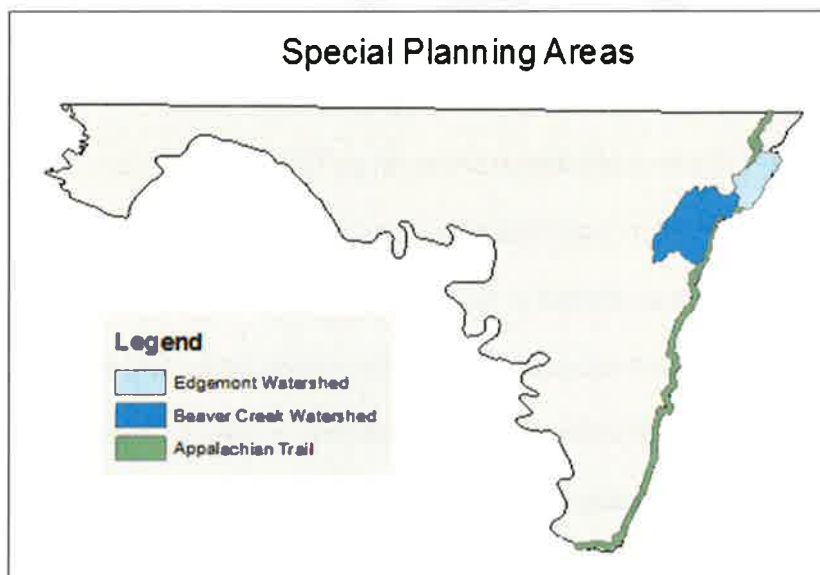 Special Planning Areas
Legend
Edgemont Watershed
Beaver Creek Watershed
Appalachian Trail